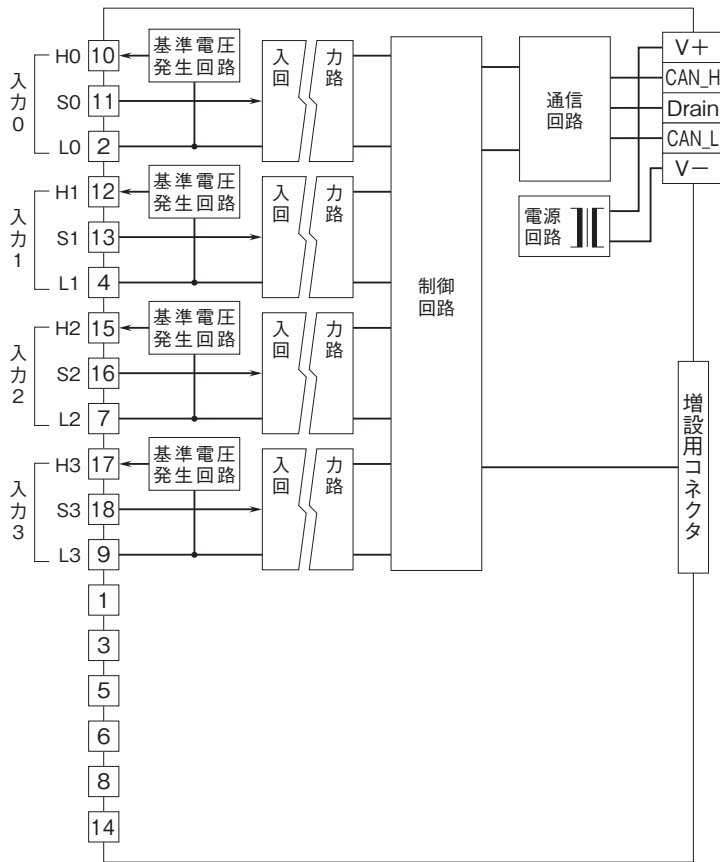 入力0
H0 10
S0 11
L0 2
基準電圧
発生回路
入 力
回 路
入力1
H1 12
S1 13
L1 4
基準電圧
発生回路
入 力
回 路
入力2
H2 15
S2 16
L2 7
基準電圧
発生回路
入 力
回 路
入力3
H3 17
S3 18
L3 9
基準電圧
発生回路
入 力
回 路
1
3
5
6
8
14
制御
回路
通信
回路
電源
回路
V+
CAN_H
Drain
CAN_L
V−
増設用コネクタ